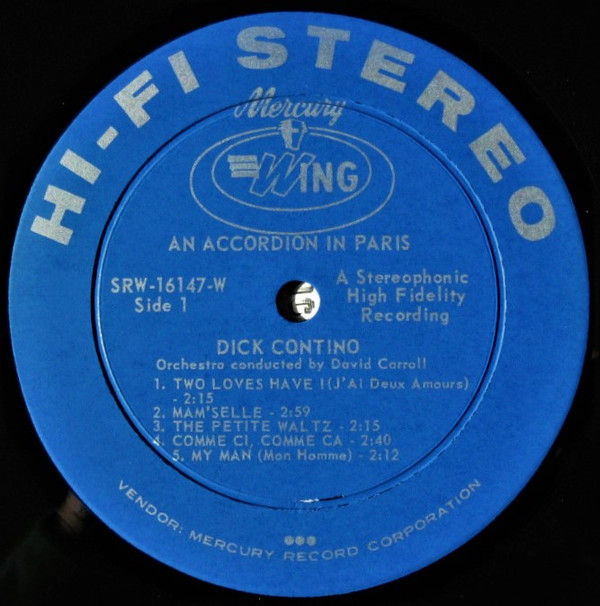 HI-FI STEREO
Mercury
WING
AN ACCORDION IN PARIS
SRW-16147-W
Side 1
A Stereophonic
High Fidelity
Recording
DICK CONTINO
Orchestra conducted by David Carroll
1. TWO LOVES HAVE I (J'Ai Deux Amours)
- 2:15
2. MAM'SELLE - 2:59
3. THE PETITE WALTZ - 2:15
4. COMME CI, COMME CA - 2:40
5. MY MAN (Mon Homme) - 2:12
VENDOR: MERCURY RECORD CORPORATION